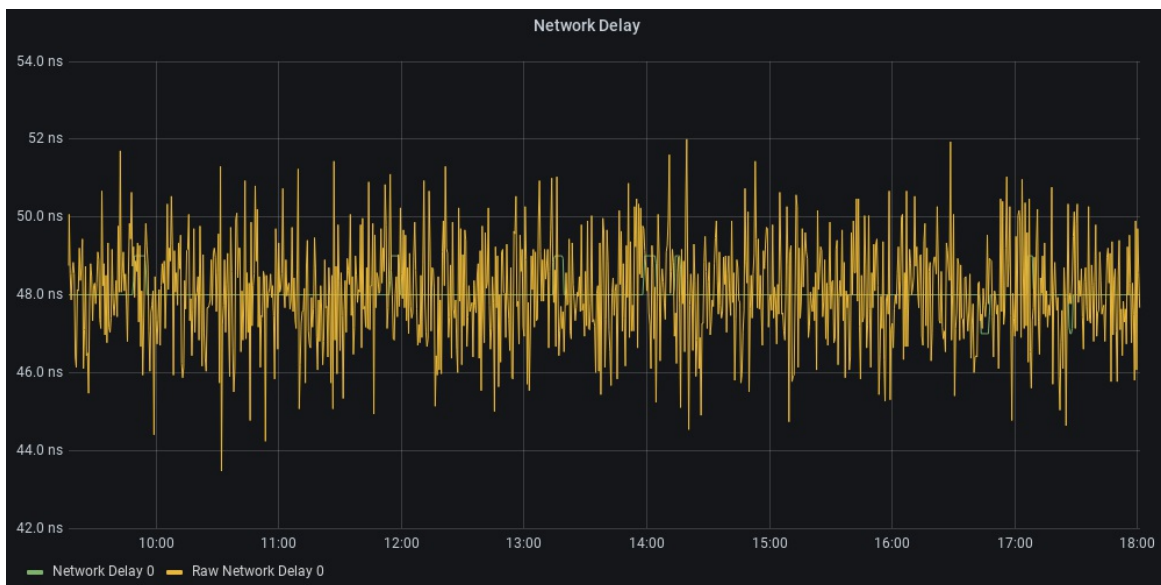 Network Delay
54.0 ns
52 ns
50.0 ns
48.0 ns
46.0 ns
44.0 ns
42.0 ns
10:00 11:00 12:00 13:00 14:00 15:00 16:00 17:00 18:00
Network Delay 0 Raw Network Delay 0